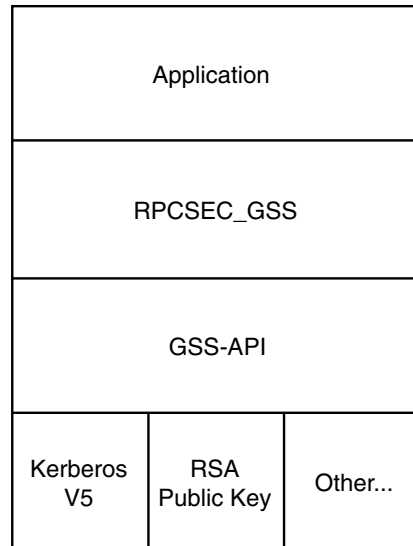 Application
RPCSEC_GSS
GSS-API
Kerberos
V5
RSA
Public Key
Other...